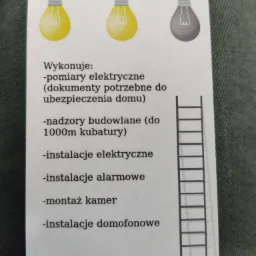 Wykonuje:
-pomiary elektryczne
(dokumenty potrzebne do
ubezpieczenia domu)
-nadzory budowlane (do
1000m kubatury)
-instalacje elektryczne
-instalacje alarmowe
-montaż kamer
-instalacje domofonowe